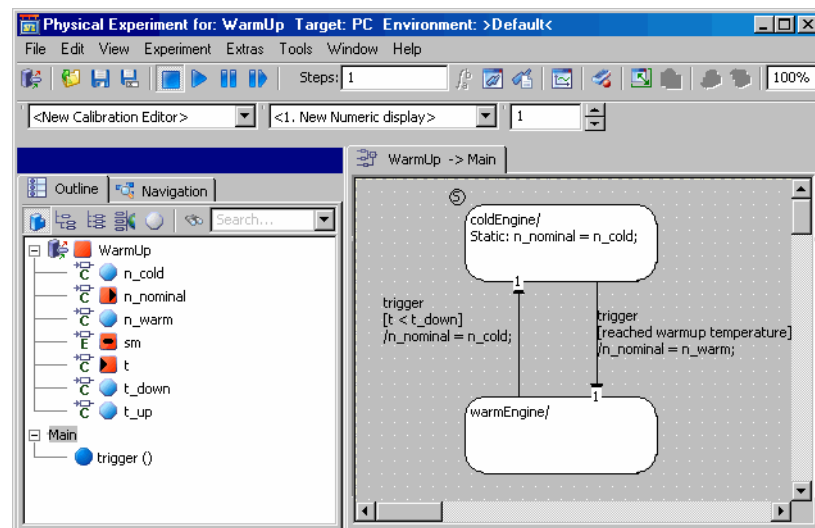 Physical Experiment for: WarmUp Target: PC Environment: >Default<
File Edit View Experiment Extras Tools Window Help
Steps: 1
100%
<New Calibration Editor>
<1. New Numeric display>
1
WarmUp -> Main
Outline
Navigation
Search...
WarmUp
C n_cold
C n_nominal
C n_warm
E sm
C t
C t_down
C t_up
Main
trigger ()
S
coldEngine/
Static: n_nominal = n_cold;
1
trigger
[t < t_down]
/n_nominal = n_cold;
trigger
[reached warmup temperature]
/n_nominal = n_warm;
1
warmEngine/